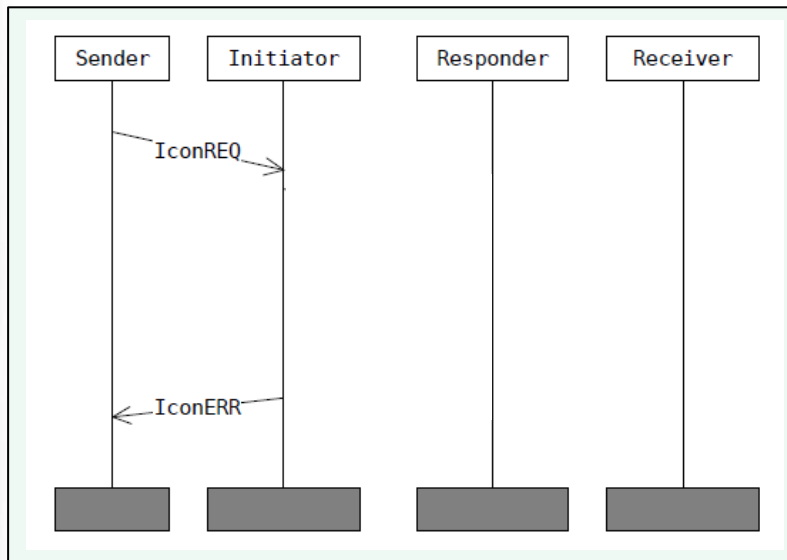 Sender
Initiator
Responder
Receiver
IconREQ
IconERR